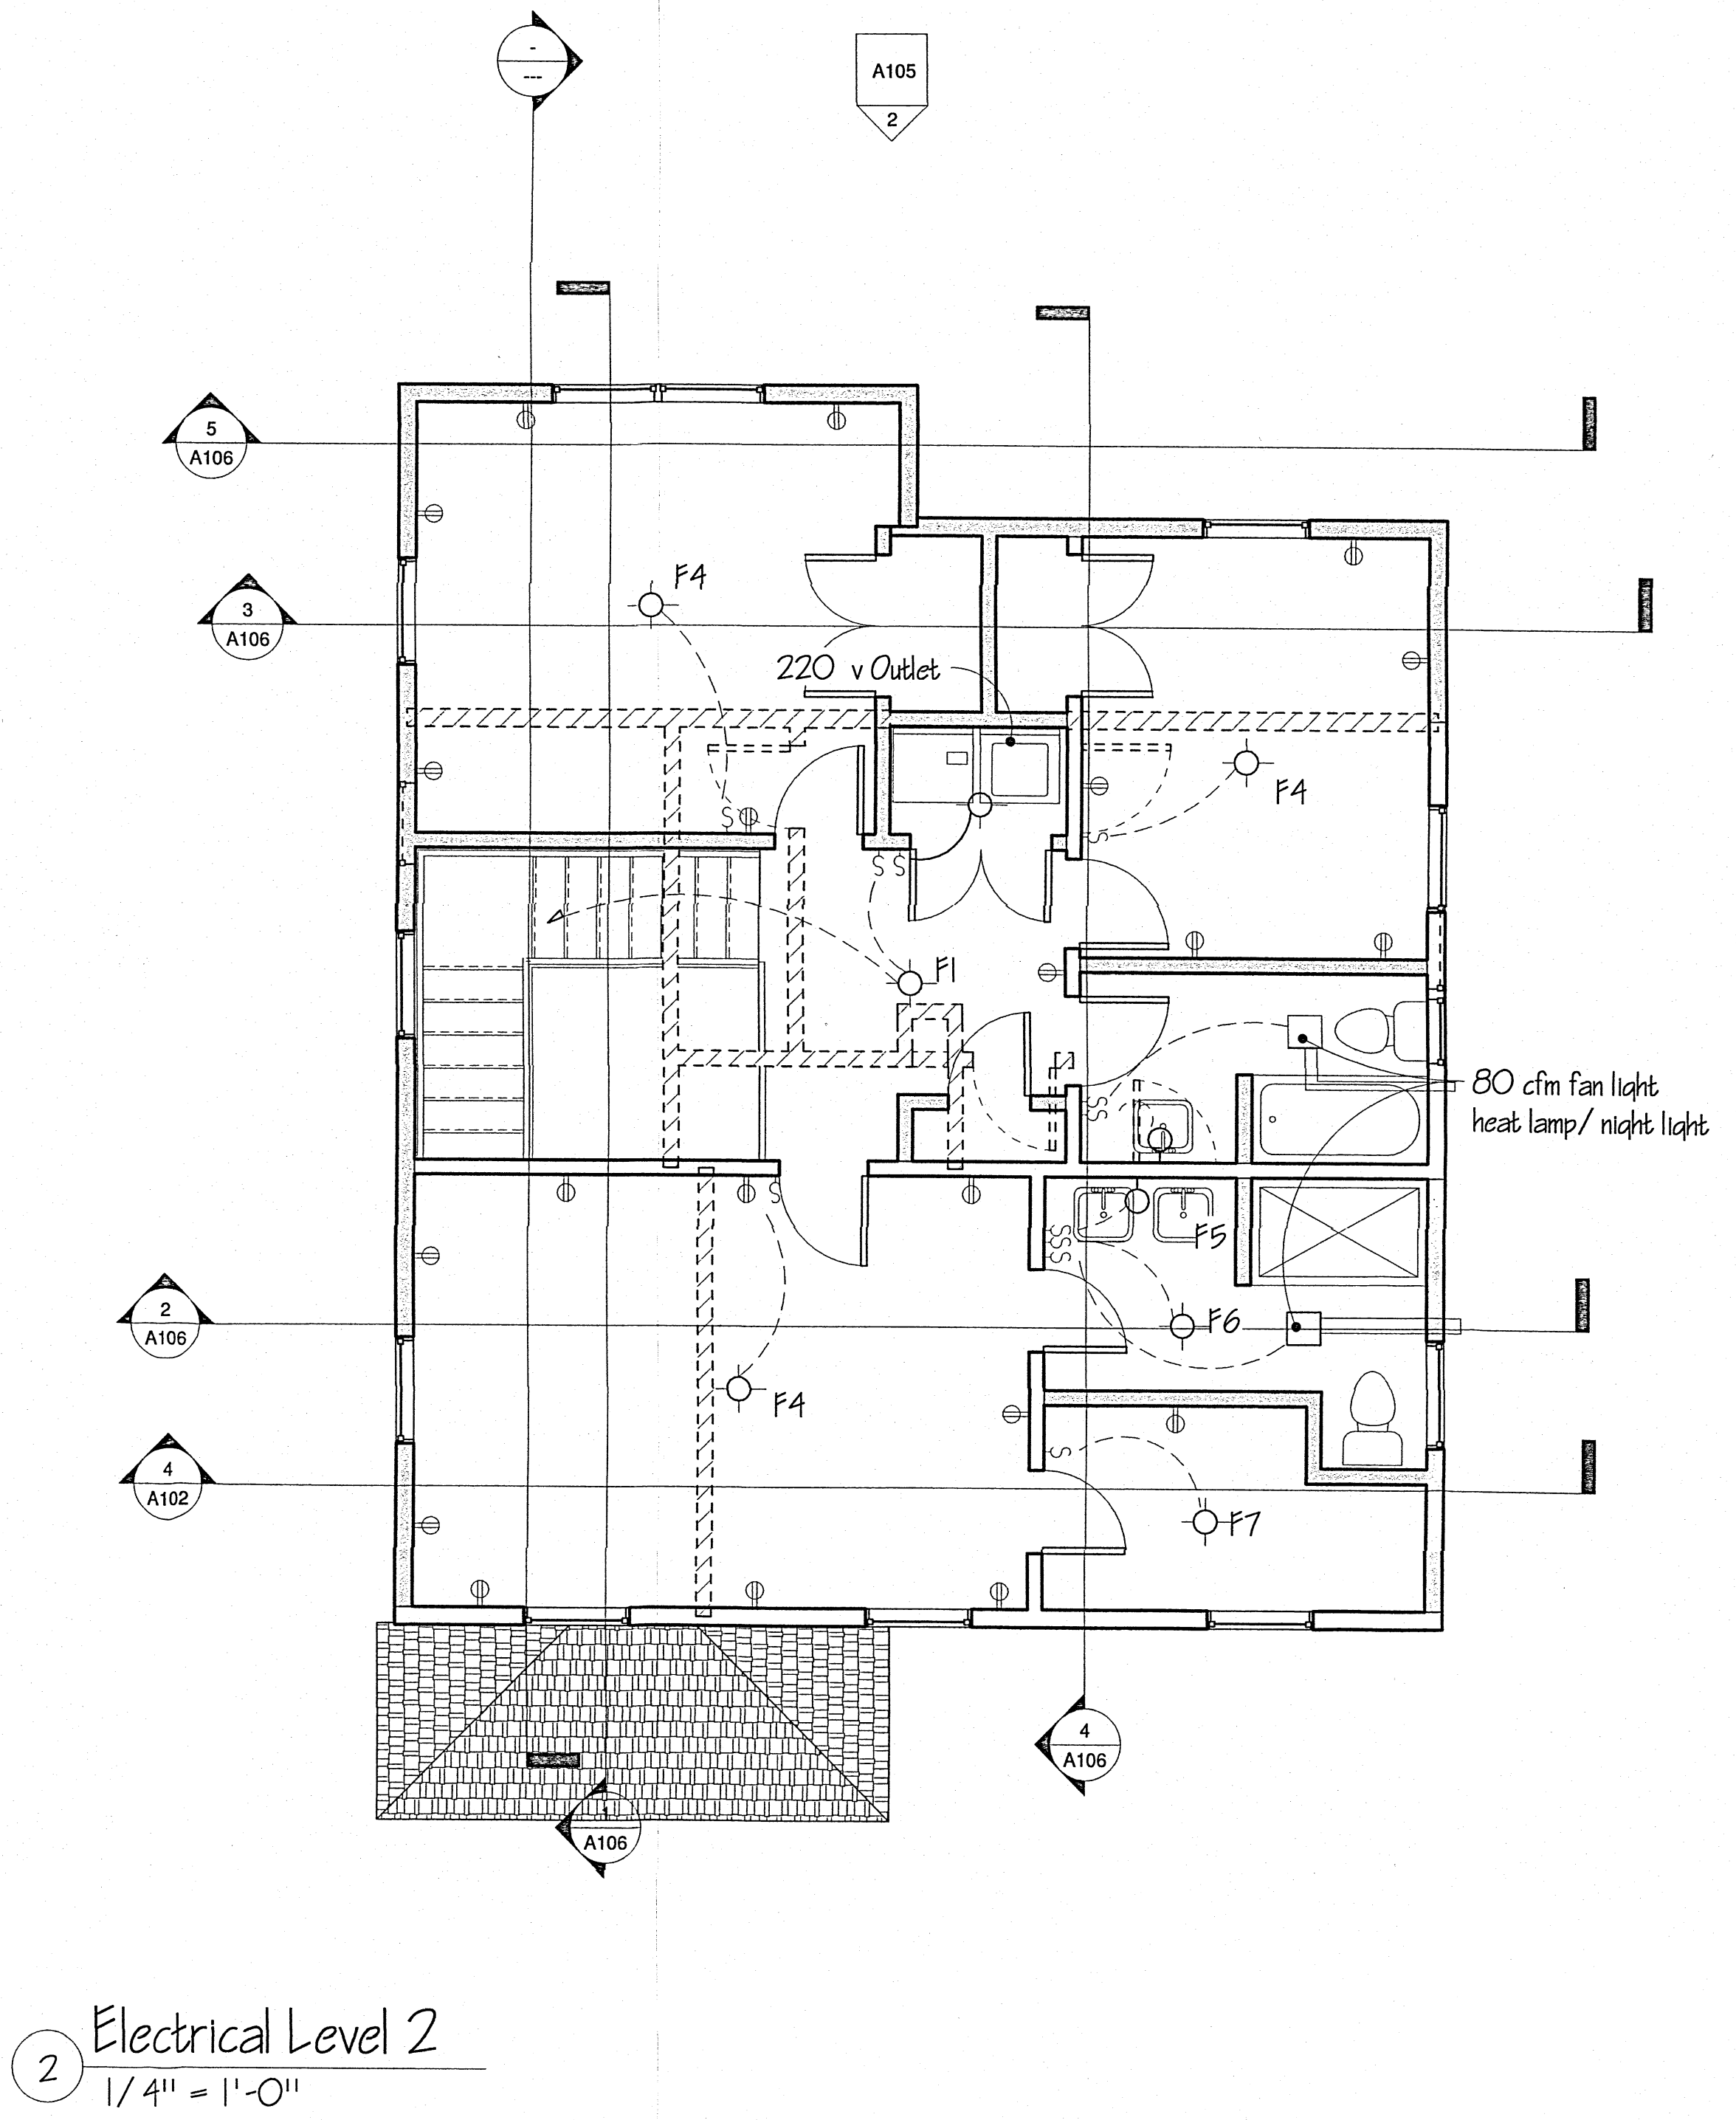 -
---
A105
2
5
A106
F4
3
A106
220 v Outlet
F4
S
S
S S
F1
80 cfm fan light
heat lamp/ night light
S
S
S
F5
S
S
S
2
A106
F6
F4
S
4
A102
F7
4
A106
1
A106
2
Electrical Level 2
1/4" = 1'-0"